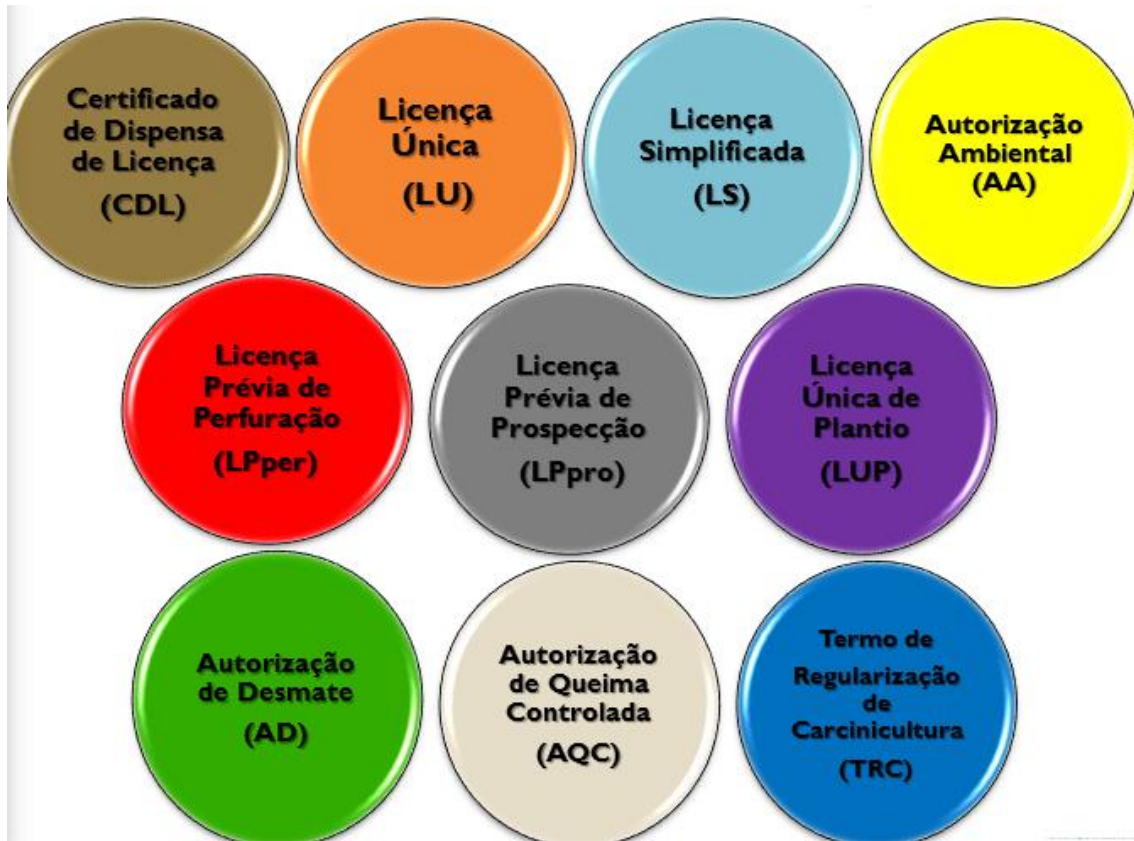 Certificado
de Dispensa
de Licença
(CDL)
Licença
Única
(LU)
Licença
Simplificada
(LS)
Autorização
Ambiental
(AA)
Licença
Prévia de
Perfuração
(LPper)
Licença
Prévia de
Prospecção
(LPpro)
Licença
Única de
Plantio
(LUP)
Autorização
de Desmate
(AD)
Autorização
de Queima
Controlada
(AQC)
Termo de
Regularização
de
Carcinicultura
(TRC)